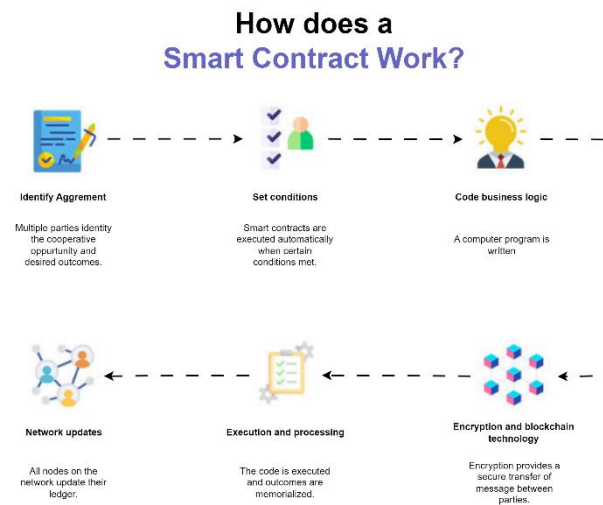 How does a
Smart Contract Work?
Identify Aggrement
Set conditions
Code business logic
Multiple parties identity
the cooperative
oppurtunity and
desired outcomes.
Smart contracts are
executed automatically
when certain
conditions met.
A computer program is
written
Network updates
Execution and processing
Encryption and blockchain
technology
All nodes on the
network update their
ledger.
The code is executed
and outcomes are
memorialized.
Encryption provides a
secure transfer of
message between
parties.